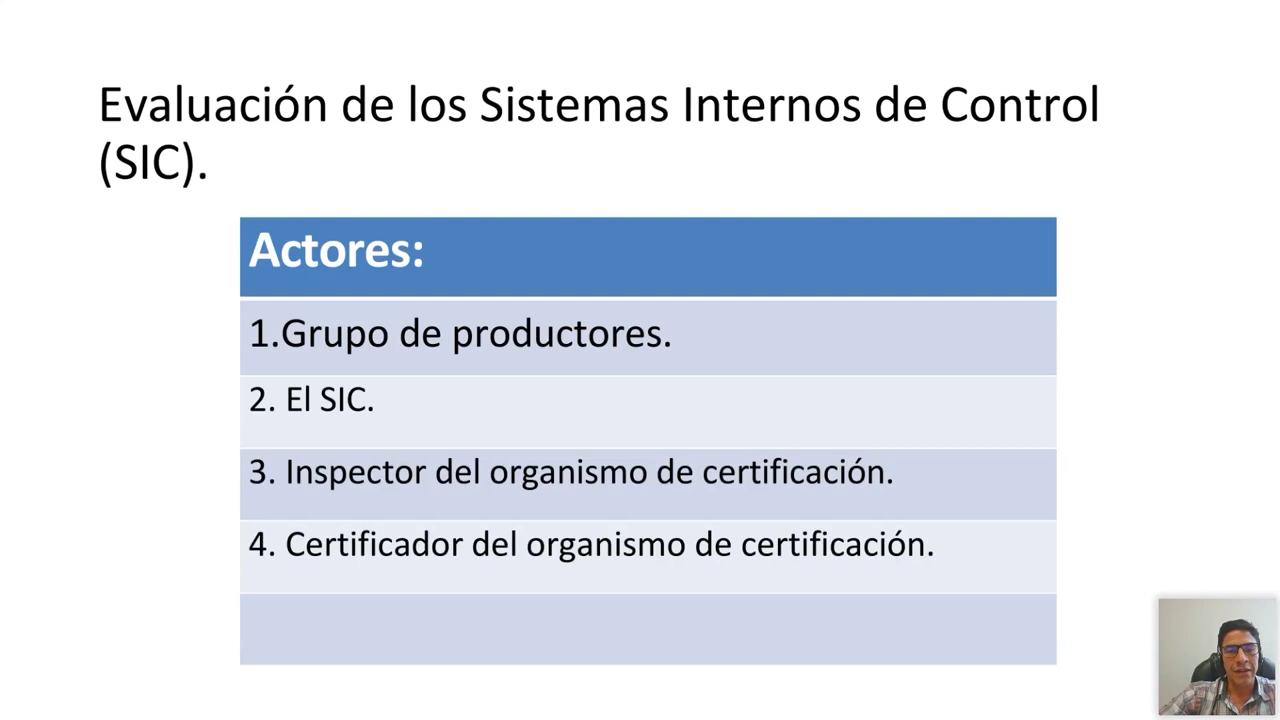 Evaluación de los Sistemas Internos de Control
(SIC).
Actores:
1.Grupo de productores.
2. El SIC.
3. Inspector del organismo de certificación.
4. Certificador del organismo de certificación.